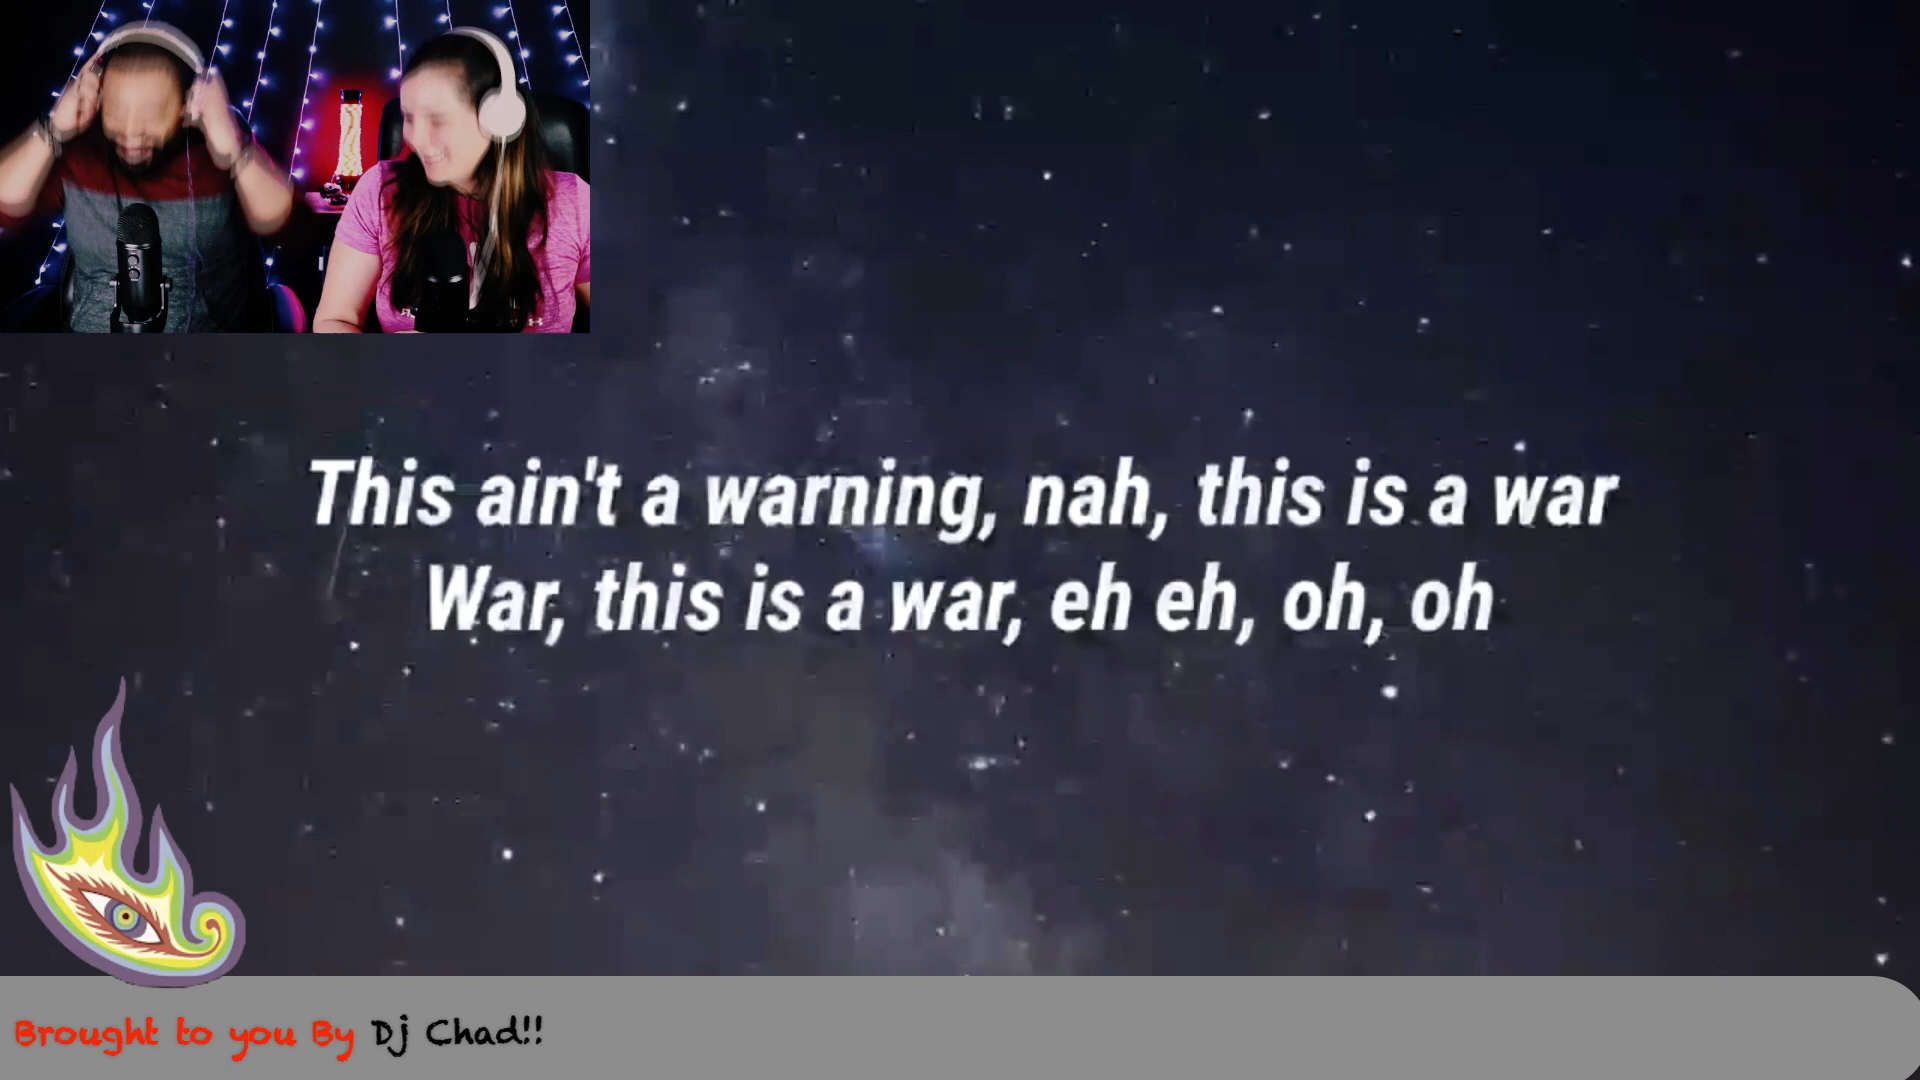 This ain't a warning, nah, this is a war
War, this is a war, eh eh, oh, oh
Brought to you By Dj Chad!!